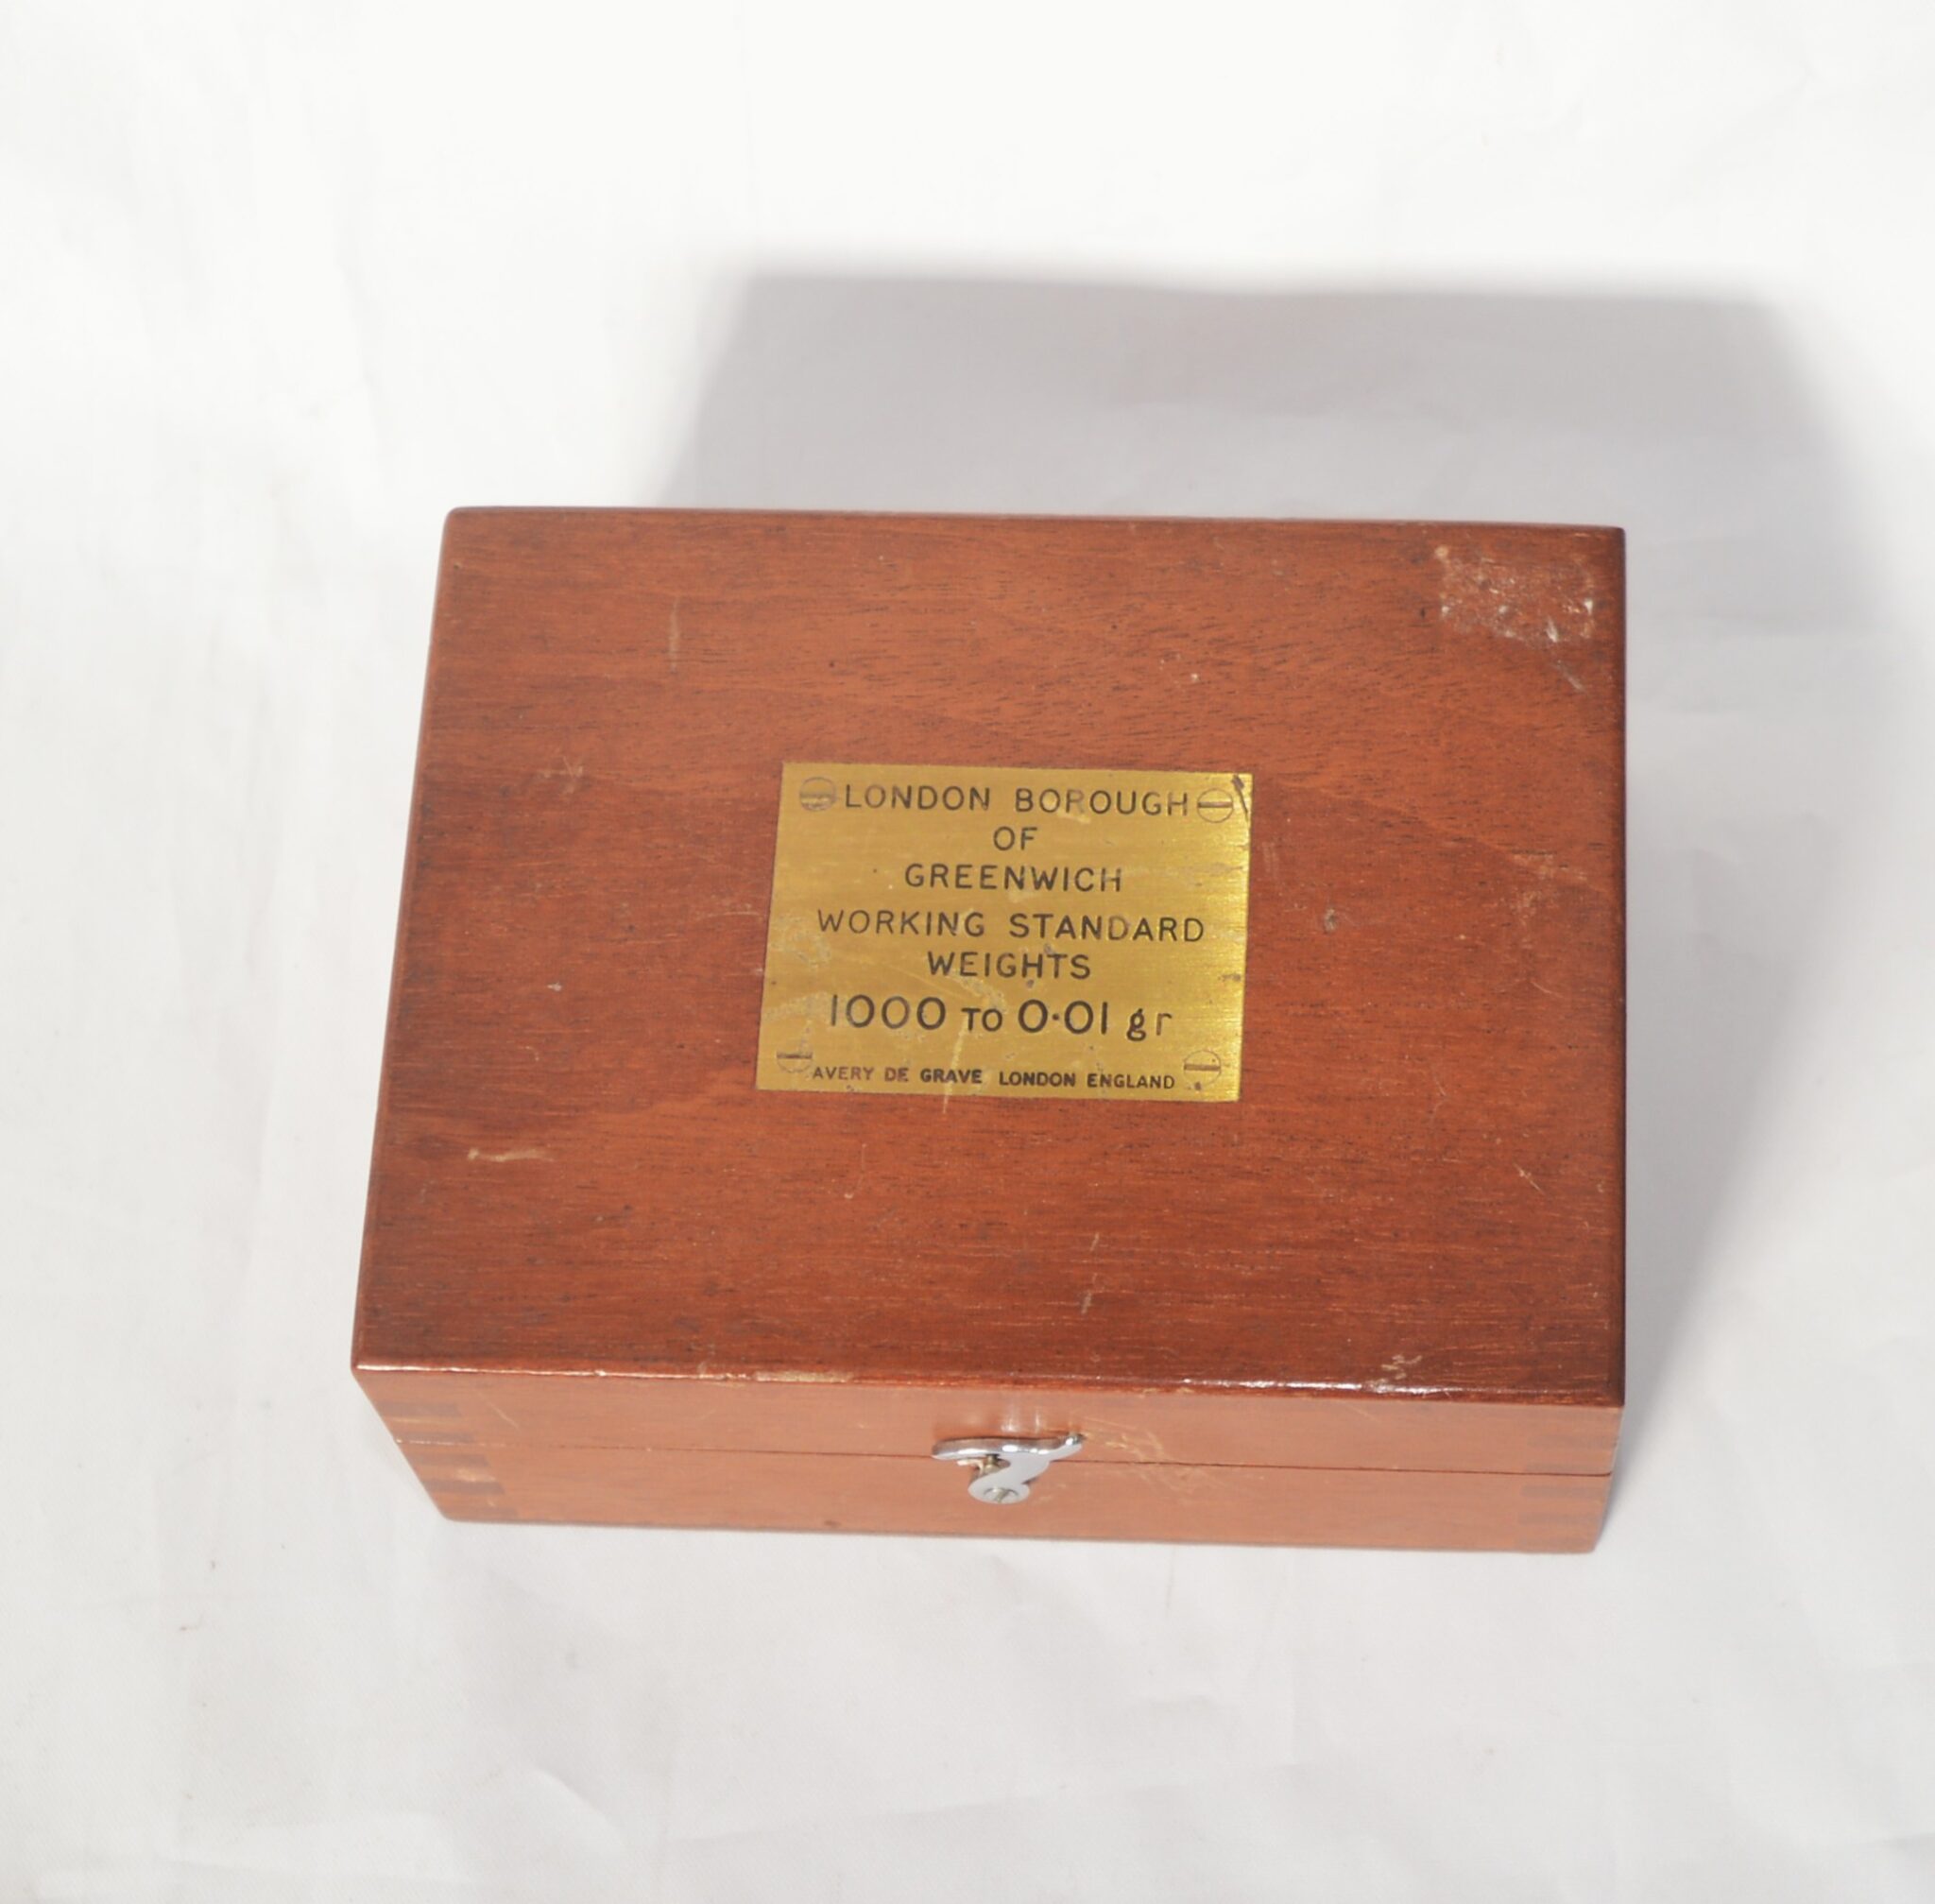 LONDON BOROUGH
OF
GREENWICH
WORKING STANDARD
WEIGHTS
1000 TO 0·01 gr
AVERY DE GRAVE LONDON ENGLAND